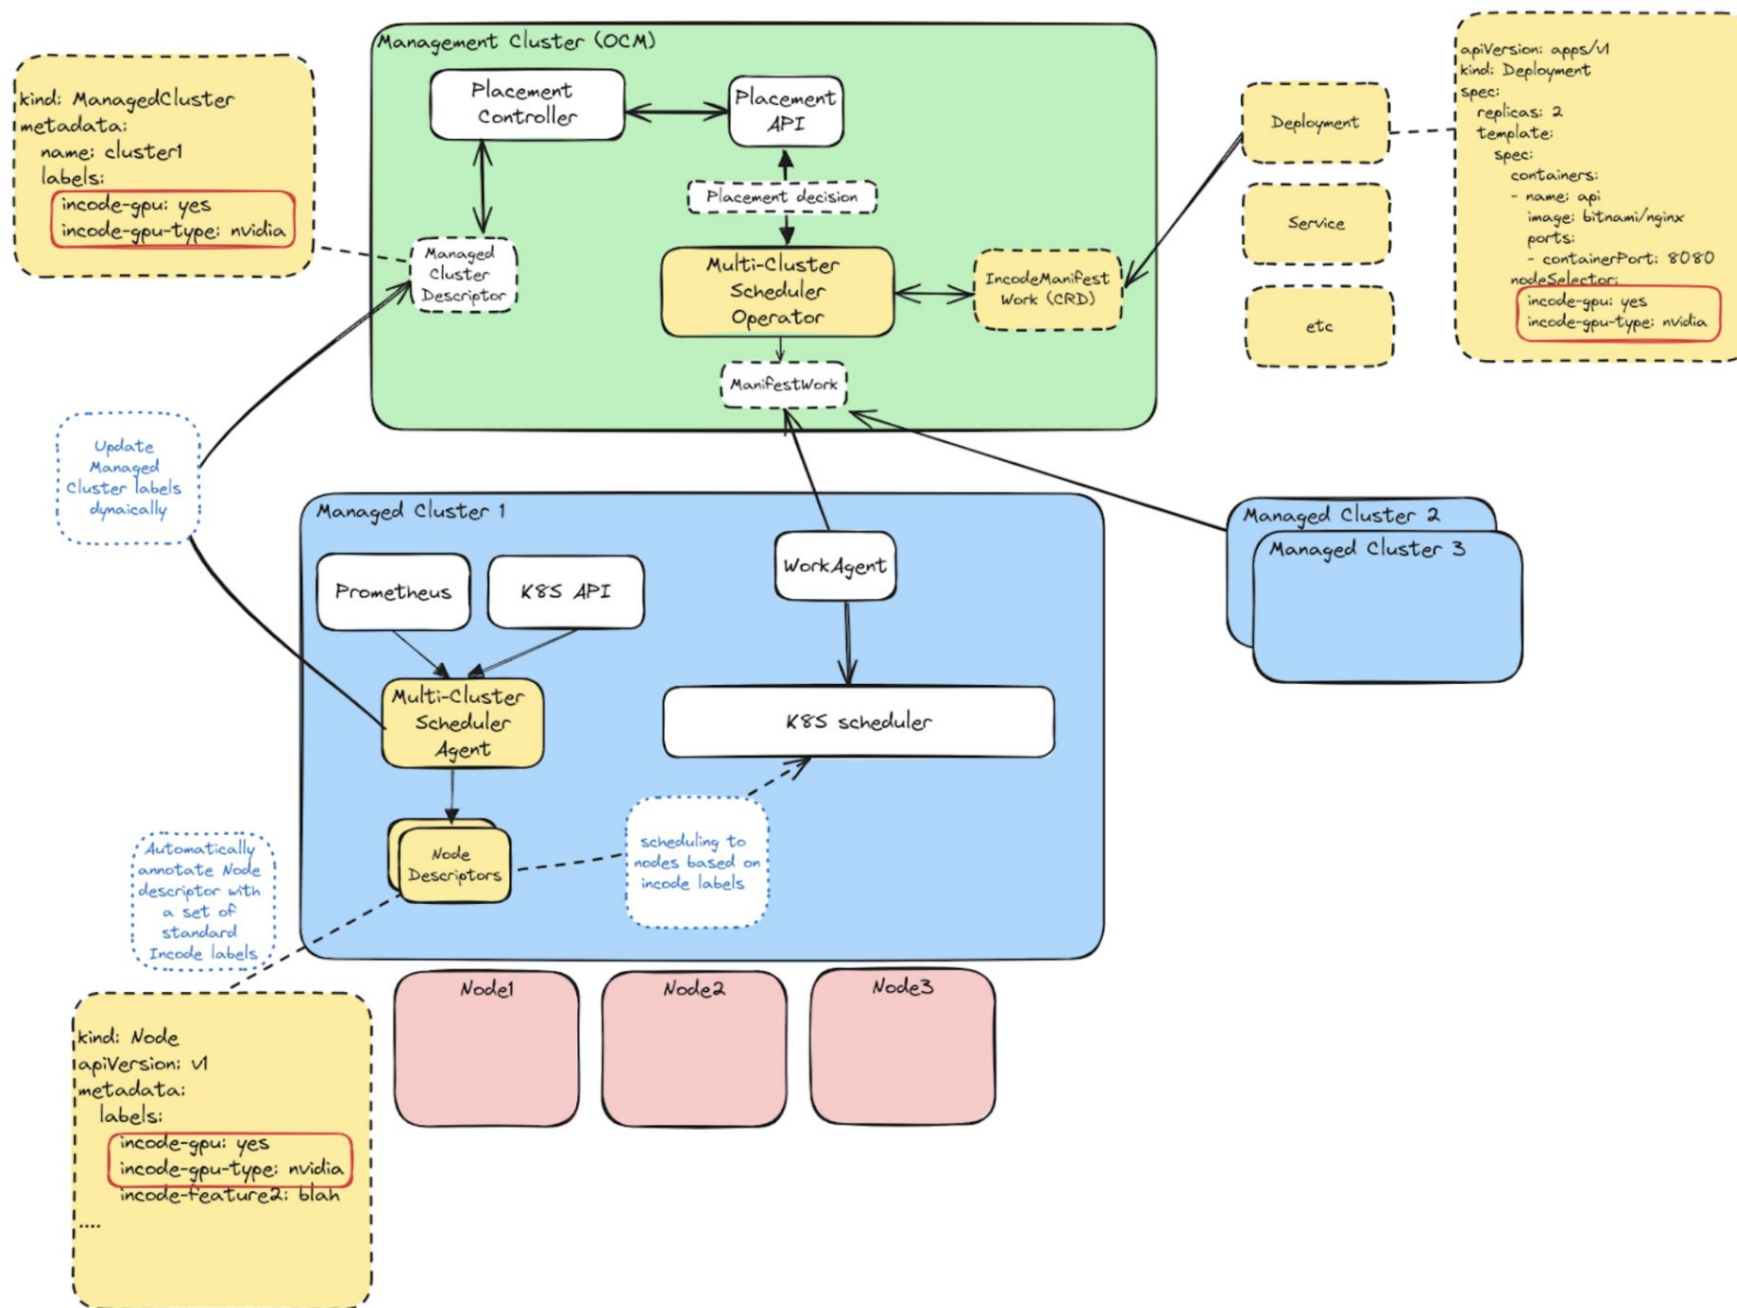 Management Cluster (OCM)
kind: ManagedCluster
metadata:
name: cluster1
labels:
incode-gpu: yes
incode-gpu-type: nvidia
Placement
Controller
Placement
API
Placement decision
Managed
Cluster
Descriptor
Multi-Cluster
Scheduler
Operator
IncodeManifest
Work (CRD)
ManifestWork
Deployment
Service
etc
apiVersion: apps/v1
kind: Deployment
spec:
replicas: 2
template:
spec:
containers:
- name: api
image: bitnami/nginx
ports:
- containerPort: 8080
nodeSelector:
incode-gpu: yes
incode-gpu-type: nvidia
Update
Managed
Cluster labels
dynaically
Managed Cluster 1
Prometheus
K8S API
WorkAgent
Multi-Cluster
Scheduler
Agent
K8S scheduler
Node
Descriptors
scheduling to
nodes based on
incode labels
Managed Cluster 2
Managed Cluster 3
Automatically
annotate Node
descriptor with
a set of
standard
Incode labels
Node1
Node2
Node3
kind: Node
apiVersion: v1
metadata:
labels:
incode-gpu: yes
incode-gpu-type: nvidia
incode-feature2: blah
....